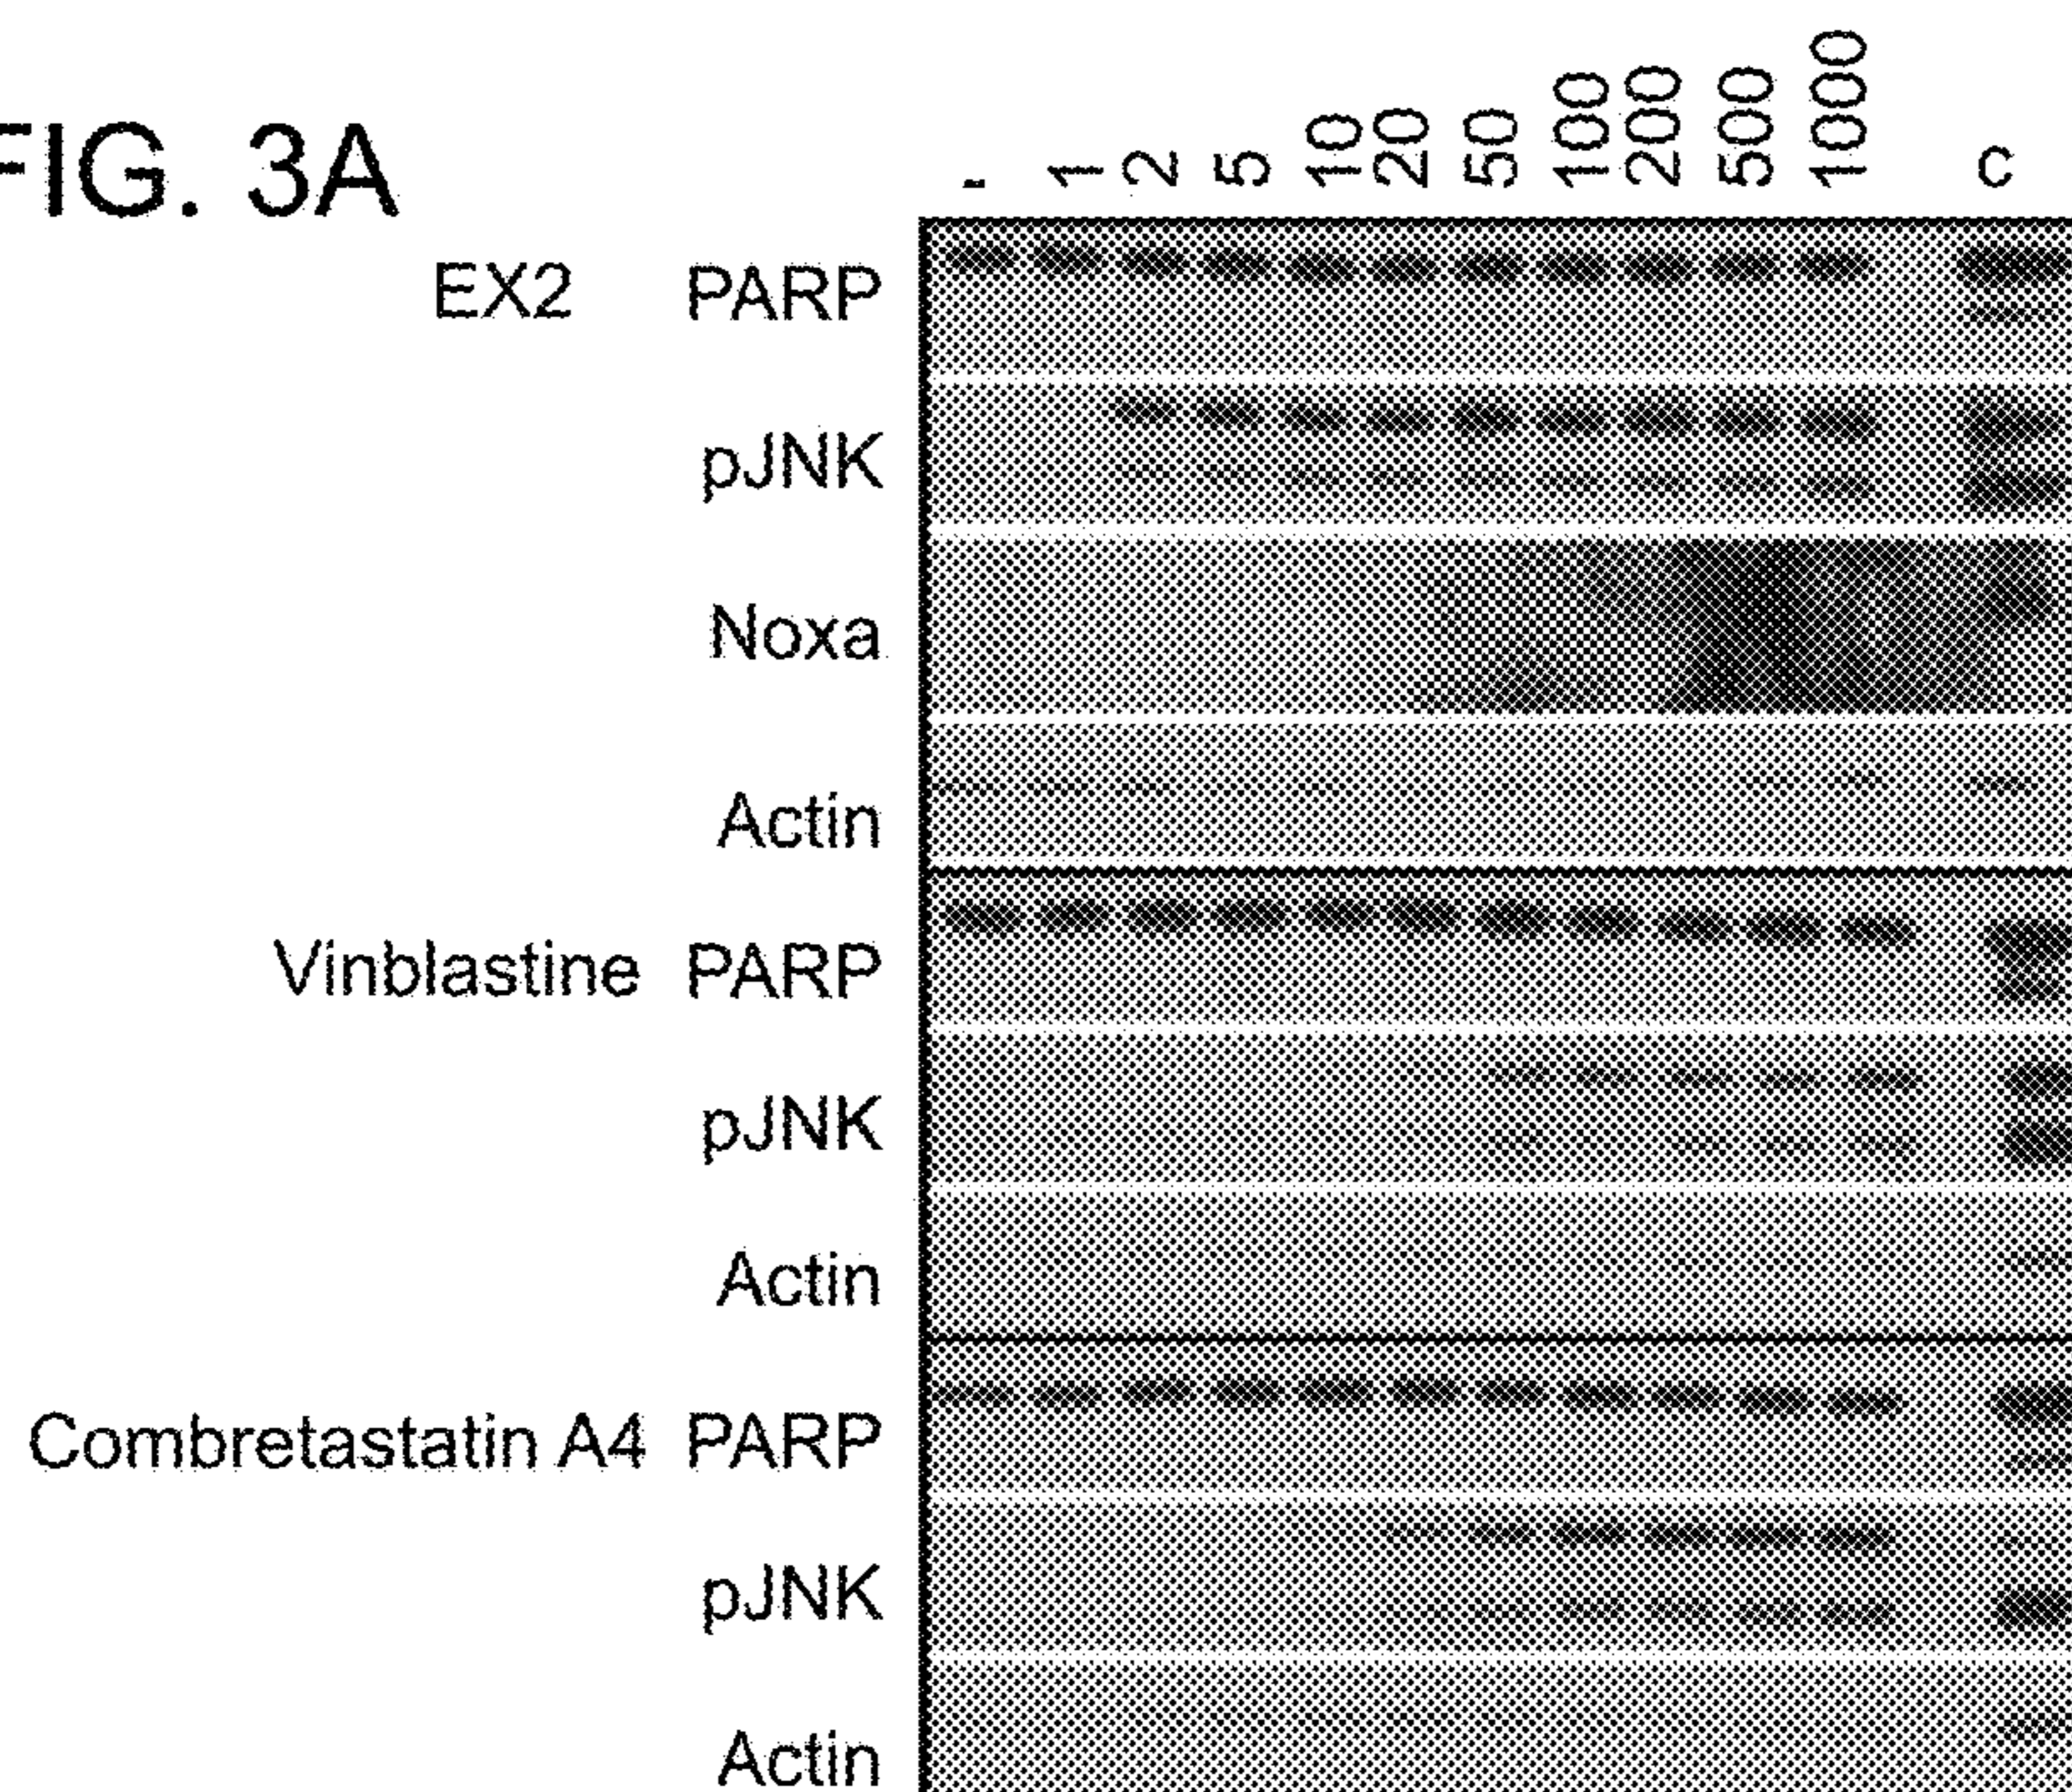 FIG. 3A
- 1 2 5 10 20 50 100 200 500 1000 C
EX2 PARP
pJNK
Noxa
Actin
Vinblastine PARP
pJNK
Actin
Combretastatin A4 PARP
pJNK
Actin